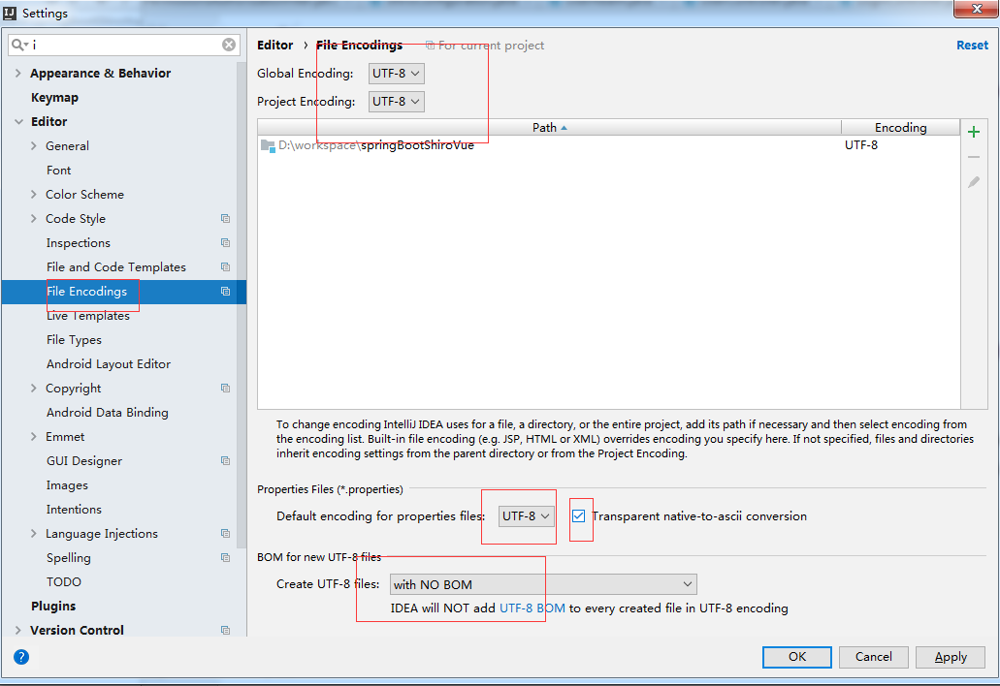 Settings
i
Appearance & Behavior
Keymap
Editor
General
Font
Color Scheme
Code Style
Inspections
File and Code Templates
File Encodings
Live Templates
File Types
Android Layout Editor
Copyright
Android Data Binding
Emmet
GUI Designer
Images
Intentions
Language Injections
Spelling
TODO
Plugins
Version Control
Editor › File Encodings For current project Reset
Global Encoding: UTF-8
Project Encoding: UTF-8
Path Encoding
D:\workspace\springBootShiroVue UTF-8
To change encoding IntelliJ IDEA uses for a file, a directory, or the entire project, add its path if necessary and then select encoding from
the encoding list. Built-in file encoding (e.g. JSP, HTML or XML) overrides encoding you specify here. If not specified, files and directories
inherit encoding settings from the parent directory or from the Project Encoding.
Properties Files (*.properties)
Default encoding for properties files: UTF-8 Transparent native-to-ascii conversion
BOM for new UTF-8 files
Create UTF-8 files: with NO BOM
IDEA will NOT add UTF-8 BOM to every created file in UTF-8 encoding
? OK Cancel Apply